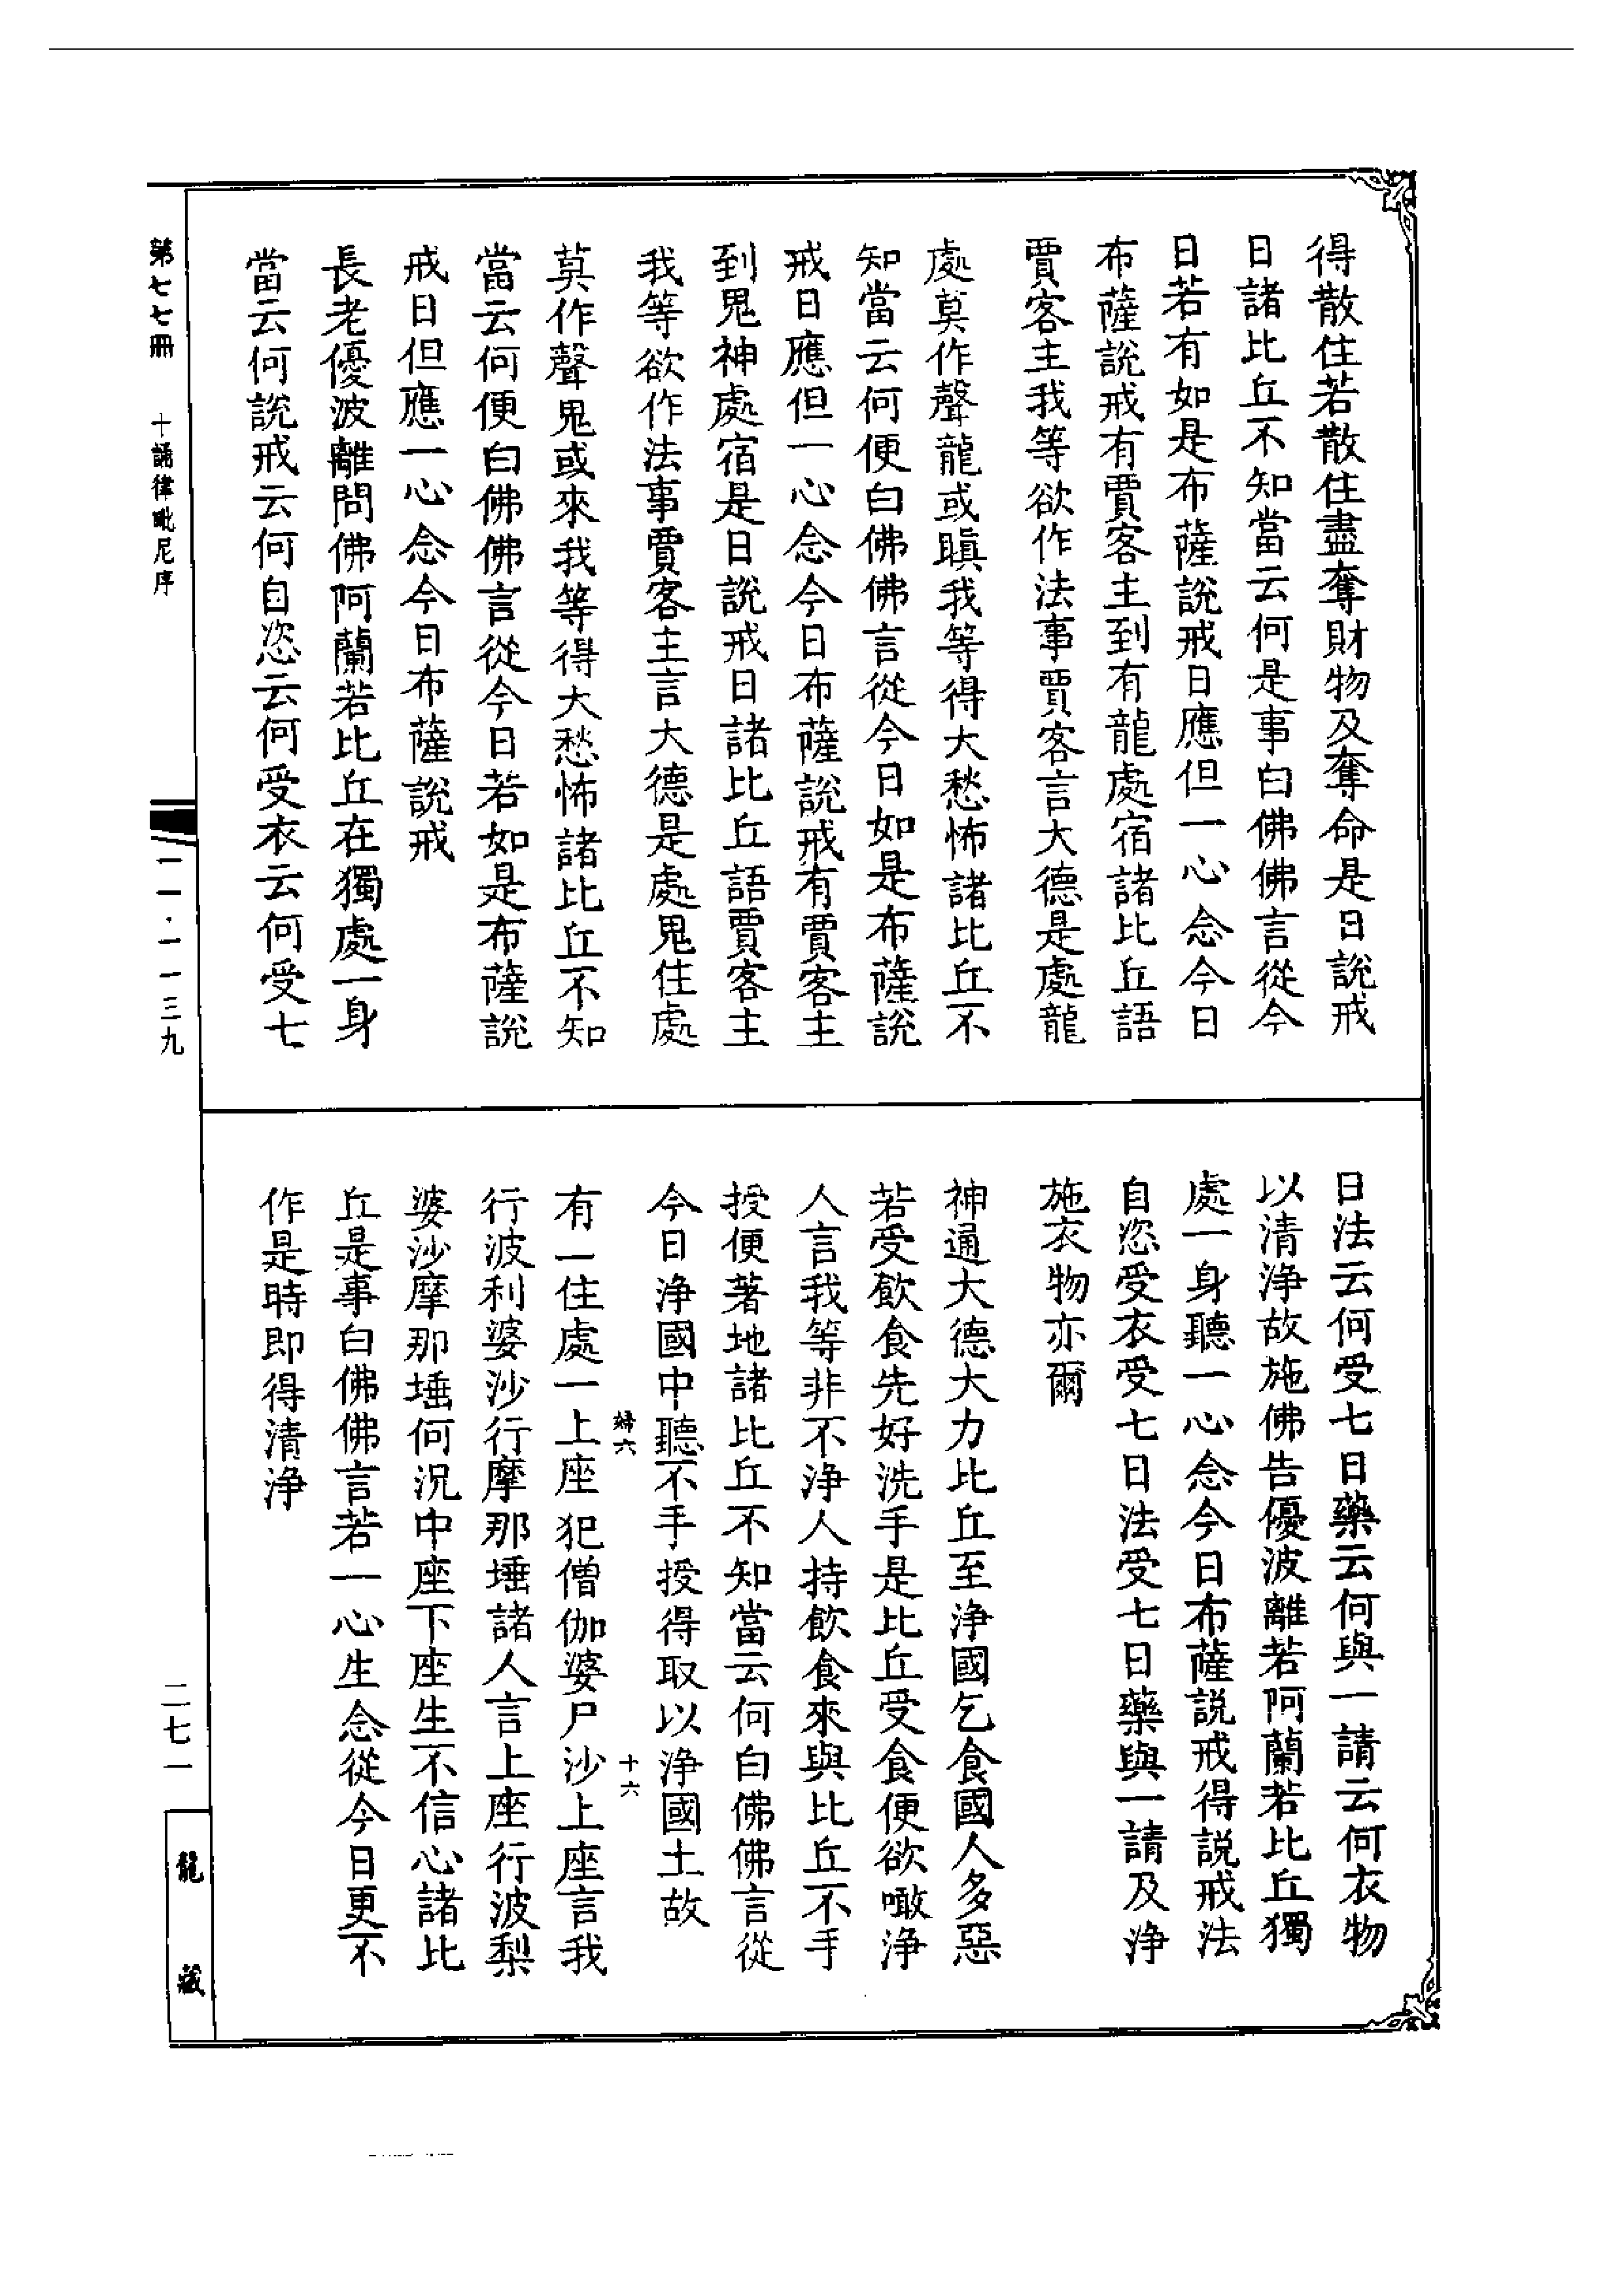 得散住若散住盡奪財物及奪命是日說戒
日諸比丘不知當云何是事白佛佛言從今
日若有如是布薩說戒日應但一心念今日
布薩說戒有賈客主到有龍處宿諸比丘語
賈客主我等欲作法事賈客言大德是處龍
處莫作聲龍或瞋我等得大愁怖諸比丘不
知當云何便白佛佛言從今日如是布薩說
戒日應但一心念今日布薩說戒有賈客主
到鬼神處宿是日說戒日諸比丘語賈客主
我等欲作法事賈客主言大德是處鬼住處
莫作聲鬼或來我等得大愁怖諸比丘不知
當云何便白佛佛言從今日若如是布薩說
戒日但應一心念今日布薩說戒
長老優波離問佛阿蘭若比丘在獨處一身
當云何說戒云何自恣云何受衣云何受七
日法云何受七日藥云何與一請云何衣物
以清淨故施佛告優波離若阿蘭若比丘獨
處一身聽一心念今日布薩説戒得説戒法
自恣受衣受七日法受七日藥與一請及淨
施衣物亦爾
神通大德大力比丘至淨國乞食國人多惡
若受飲食先好洗手是比丘受食便欲噉淨
人言我等非不淨人持飲食來與比丘不手
授便著地諸比丘不知當云何白佛佛言從
今日淨國中聽不手授得取以淨國土故
婦六
十六
有一住處一上座犯僧伽婆尸沙上座言我
行波利婆沙行摩那埵諸人言上座行波梨
婆沙摩那埵何況中座下座生不信心諸比
丘是事白佛佛言若一心生念從今日更不
作是時即得清淨
第七七冊
十誦律毗尼序
一一·一一三九
二七一
龍藏